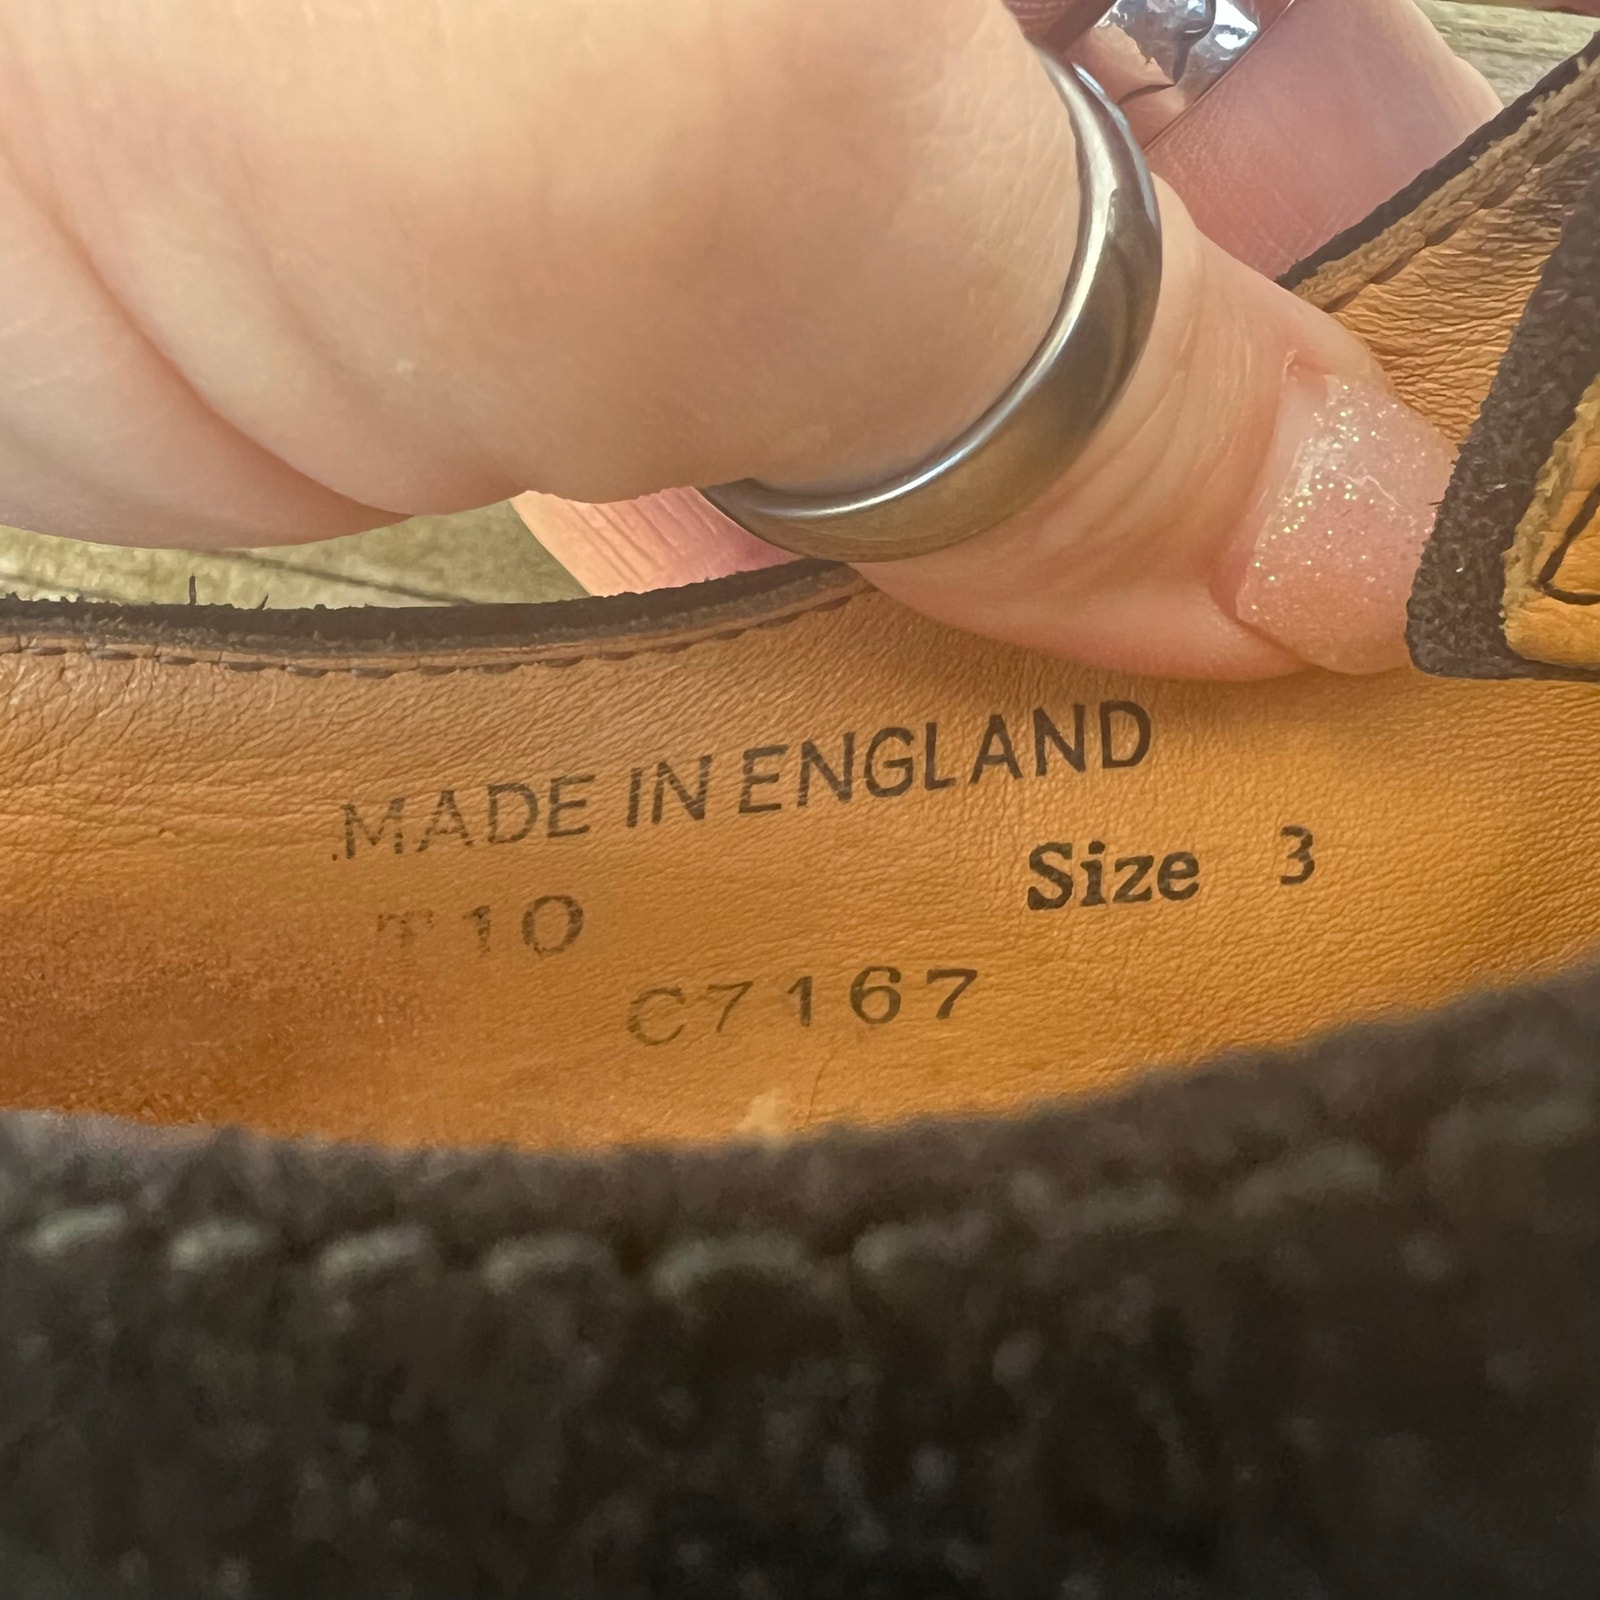 MADE IN ENGLAND
Size 3
T10
C7167